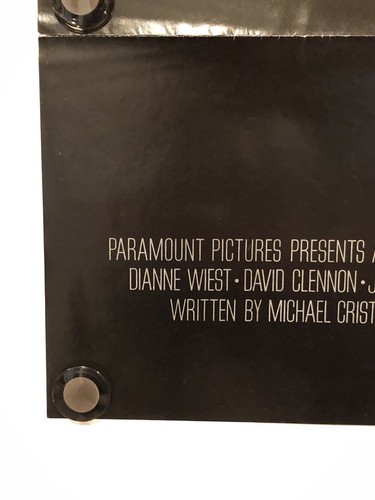 PARAMOUNT PICTURES PRESENTS A
DIANNE WIEST • DAVID CLENNON • J
WRITTEN BY MICHAEL CRIST